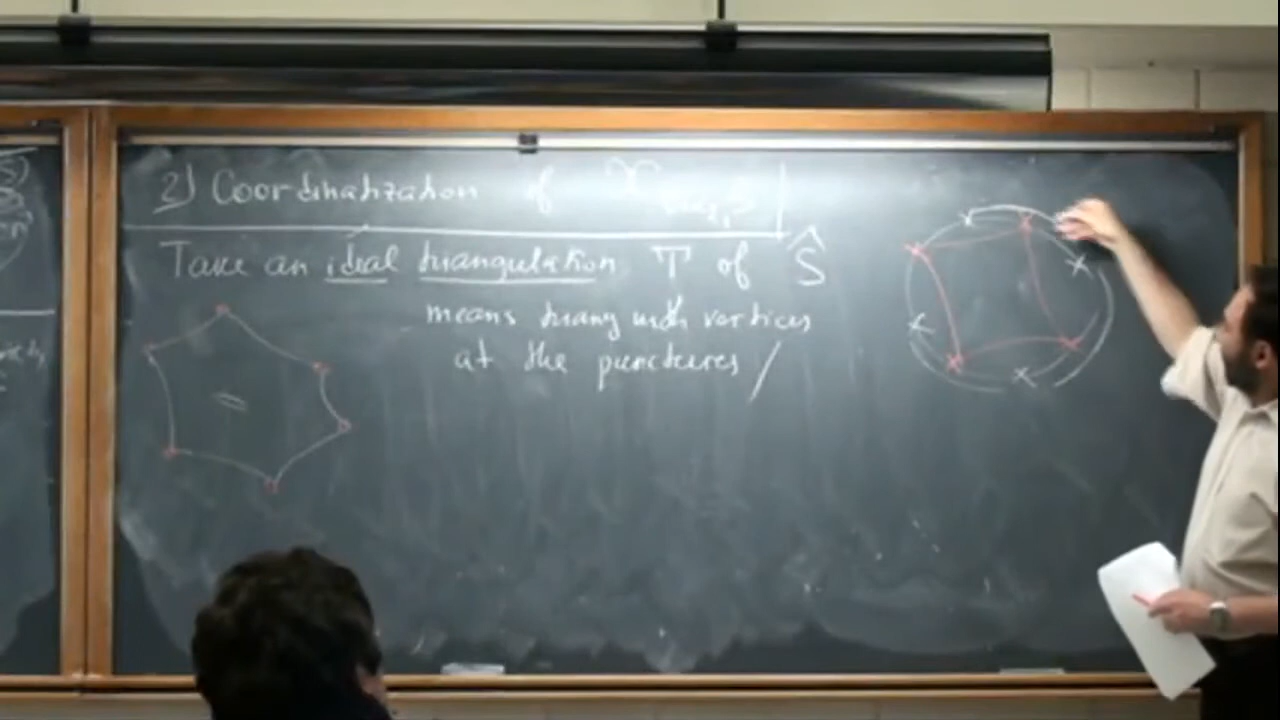 2) Coordinatization of X
Take an ideal triangulation T of Ŝ
means triang with vertices
at the punctures /